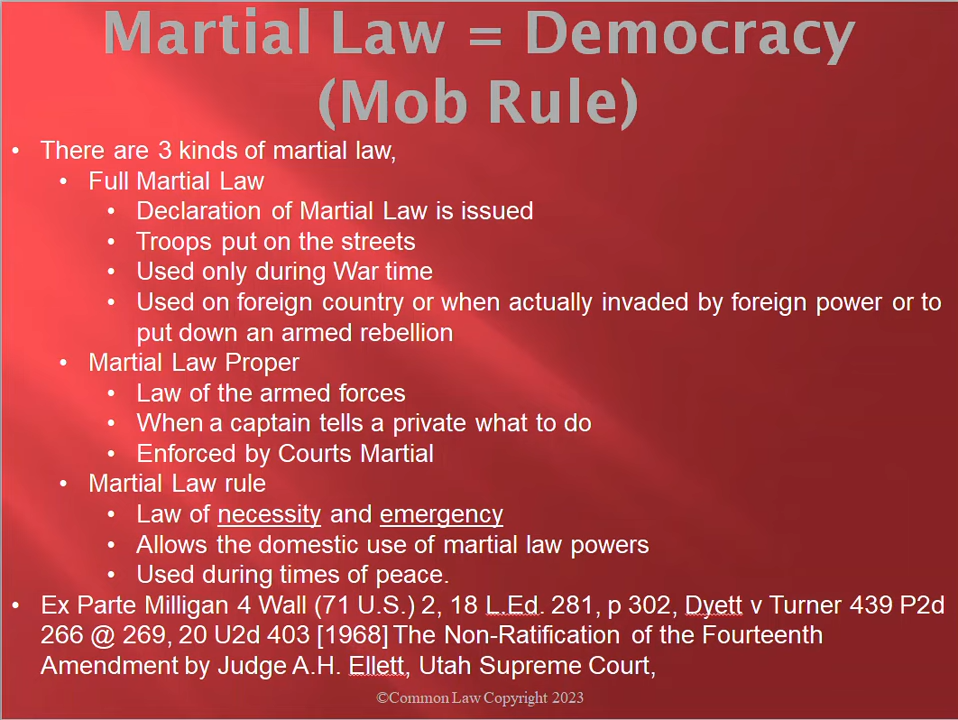 Martial Law = Democracy
(Mob Rule)
• There are 3 kinds of martial law,
• Full Martial Law
• Declaration of Martial Law is issued
• Troops put on the streets
• Used only during War time
• Used on foreign country or when actually invaded by foreign power or to
put down an armed rebellion
• Martial Law Proper
• Law of the armed forces
• When a captain tells a private what to do
• Enforced by Courts Martial
• Martial Law rule
• Law of necessity and emergency
• Allows the domestic use of martial law powers
• Used during times of peace.
• Ex Parte Milligan 4 Wall (71 U.S.) 2, 18 L.Ed. 281, p 302, Dyett v Turner 439 P2d
266 @ 269, 20 U2d 403 [1968] The Non-Ratification of the Fourteenth
Amendment by Judge A.H. Ellett, Utah Supreme Court,
©Common Law Copyright 2023